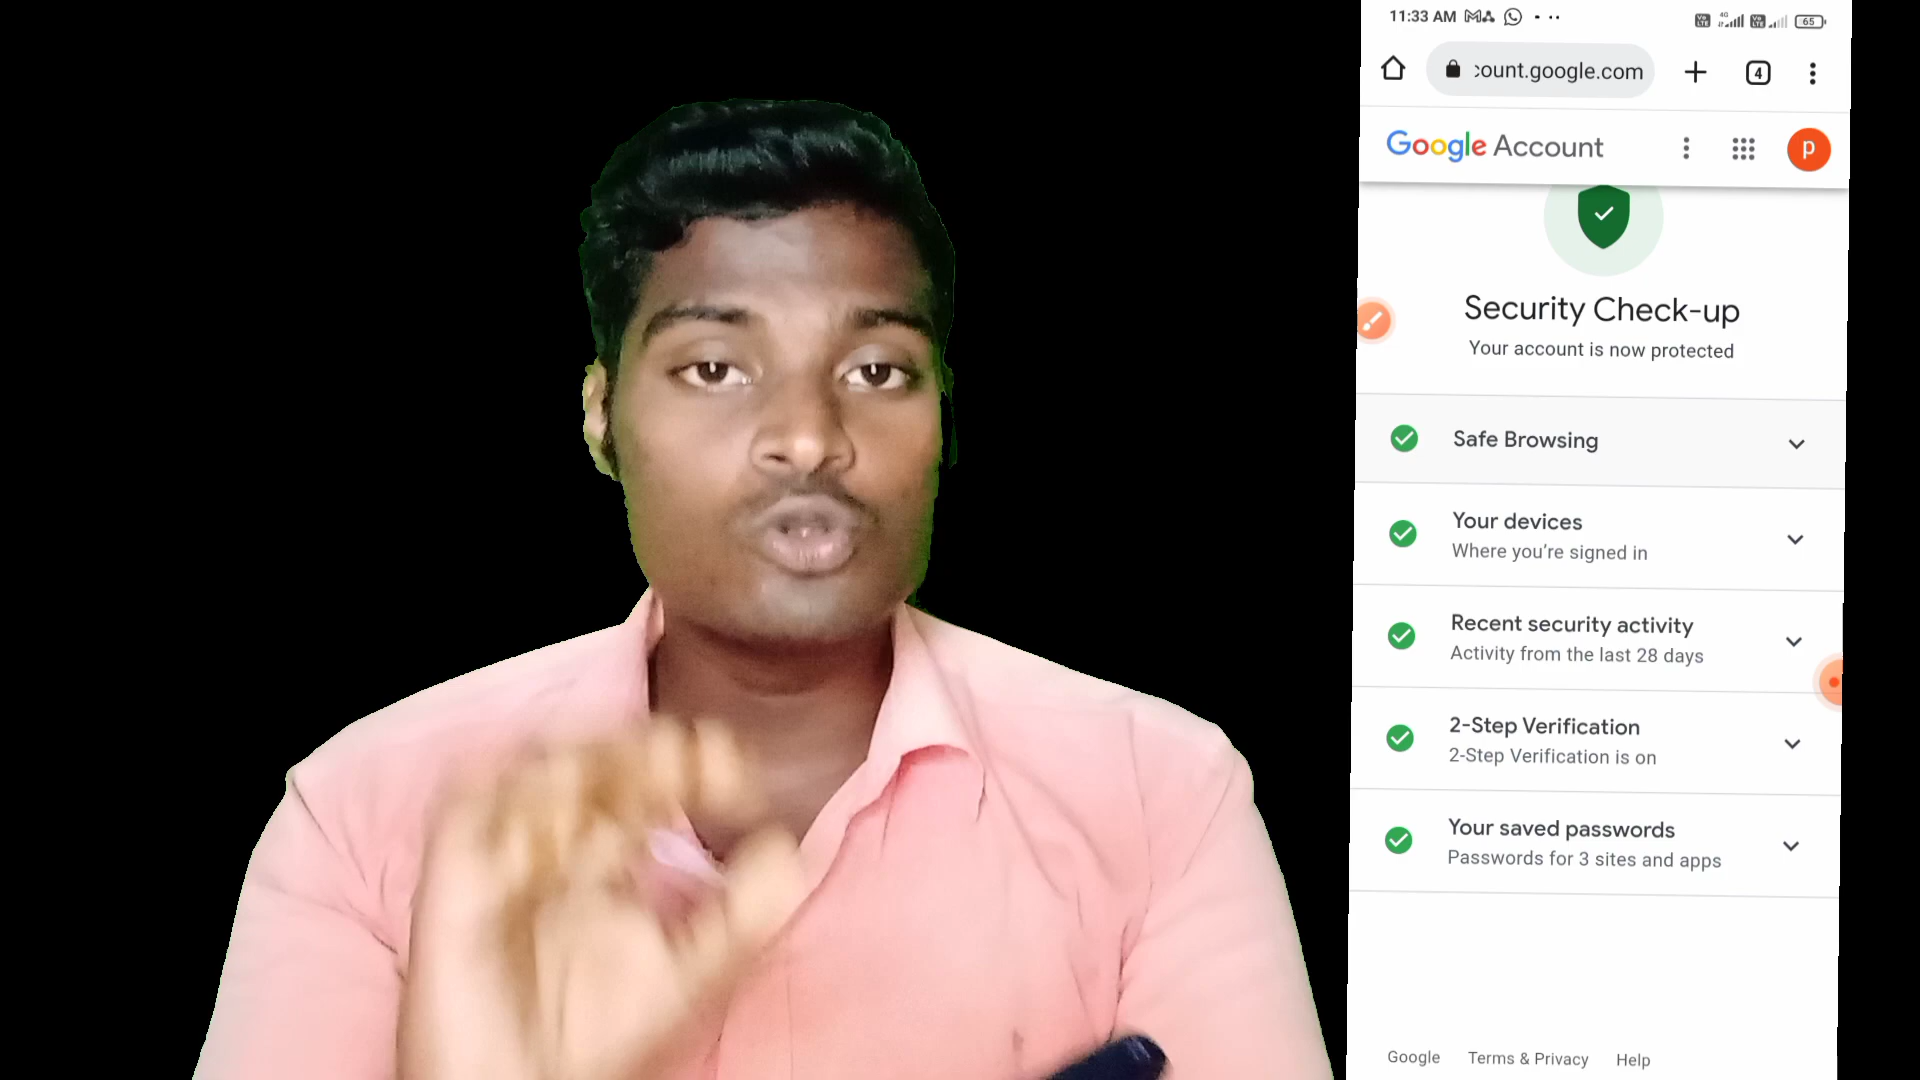 11:33 AM
65
:ount.google.com
4
Google Account
p
Security Check-up
Your account is now protected
Safe Browsing
Your devices
Where you're signed in
Recent security activity
Activity from the last 28 days
2-Step Verification
2-Step Verification is on
Your saved passwords
Passwords for 3 sites and apps
Google Terms & Privacy Help